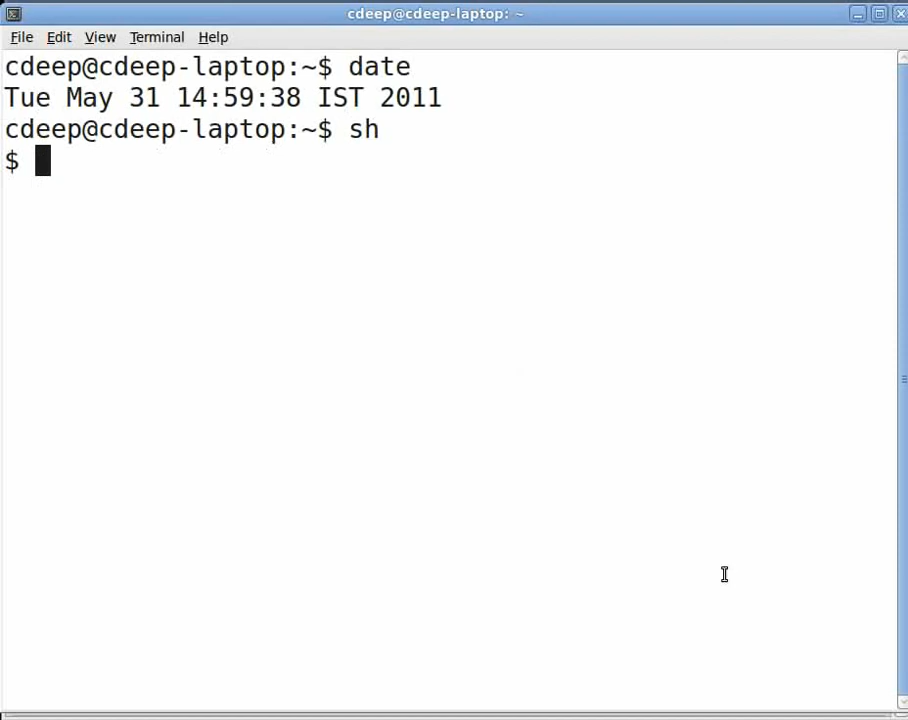 cdeep@cdeep-laptop: ~
File Edit View Terminal Help
cdeep@cdeep-laptop:~$ date
Tue May 31 14:59:38 IST 2011
cdeep@cdeep-laptop:~$ sh
$